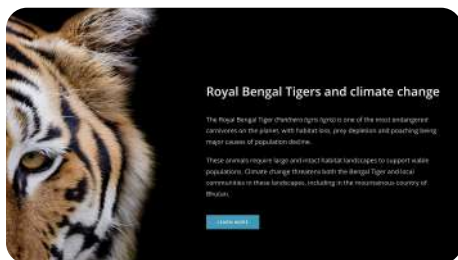 Royal Bengal Tigers and climate change
The Royal Bengal Tiger (Panthera tigris tigris) is one of the most endangered
carnivores on the planet, with habitat loss, prey depletion and poaching being
major causes of population decline.
These animals require large and intact habitat landscapes to support viable
populations. Climate change threatens both the Bengal Tiger and local
communities in these landscapes, including in the mountainous country of
Bhutan.
LEARN MORE